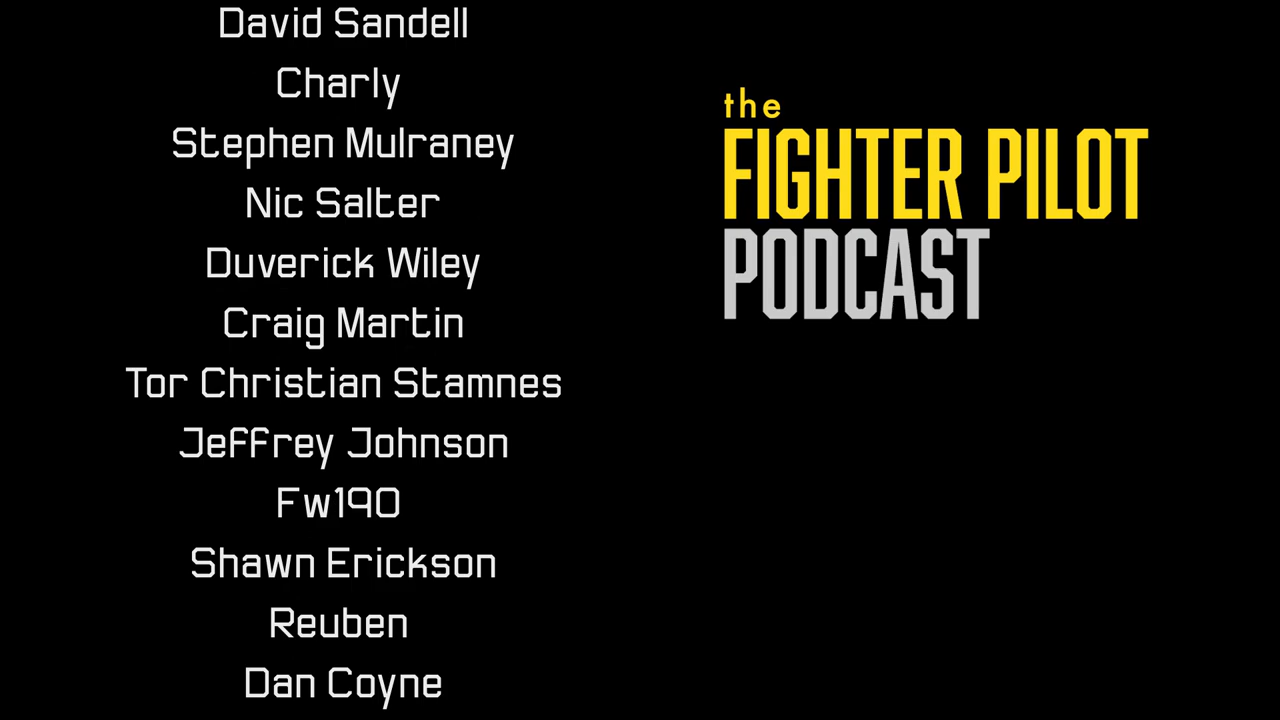 David Sandell
Charly
Stephen Mulraney
Nic Salter
Duverick Wiley
Craig Martin
Tor Christian Stamnes
Jeffrey Johnson
Fw190
Shawn Erickson
Reuben
Dan Coyne
the
FIGHTER PILOT
PODCAST